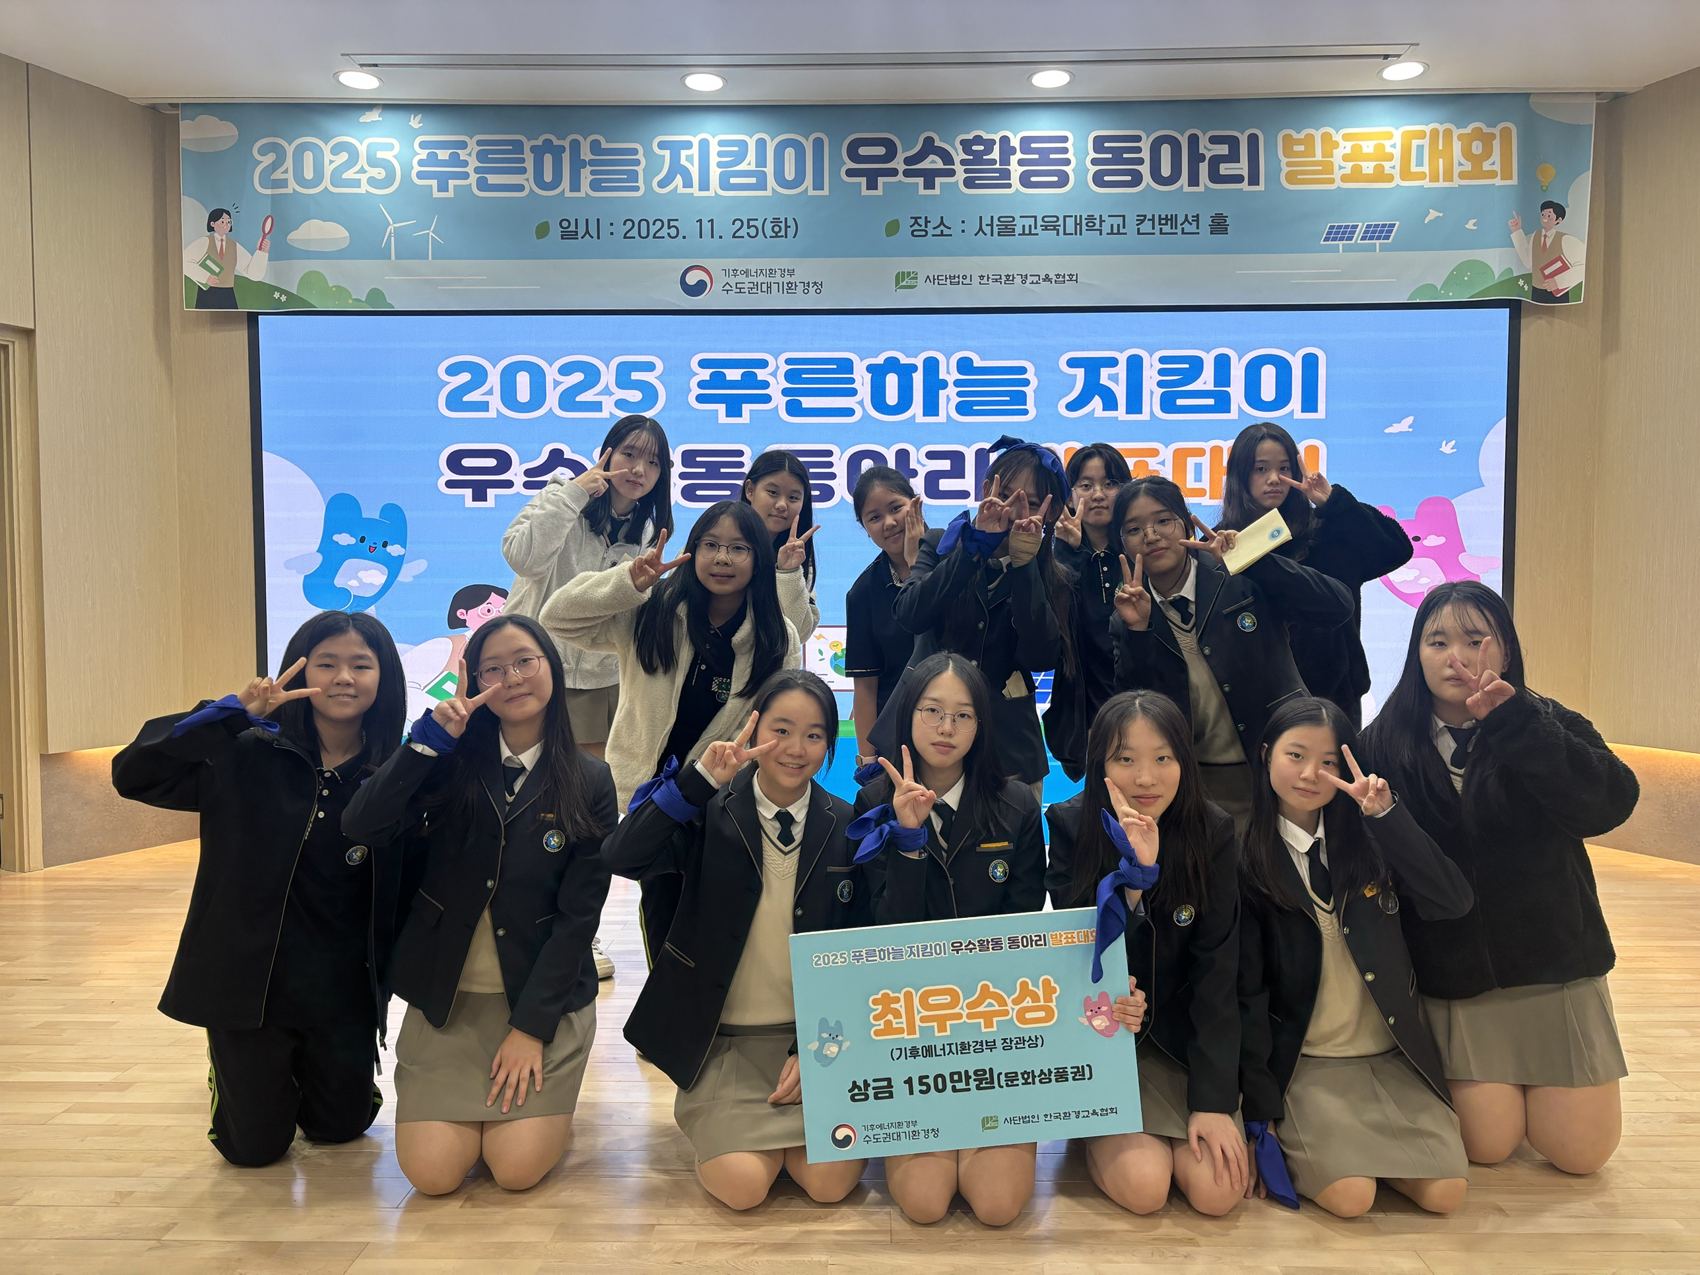 2025 푸른하늘 지킴이 우수활동 동아리 발표대회
일시 : 2025. 11. 25(화)
장소 : 서울교육대학교 컨벤션 홀
기후에너지환경부
수도권대기환경청
사단법인 한국환경교육협회
2025 푸른하늘 지킴이
동아리
2025 푸른하늘 지킴이 우수활동 동아리 발표대회
최우수상
(기후에너지환경부 장관상)
상금 150만원(문화상품권)
기후에너지환경부
수도권대기환경청
사단법인 한국환경교육협회